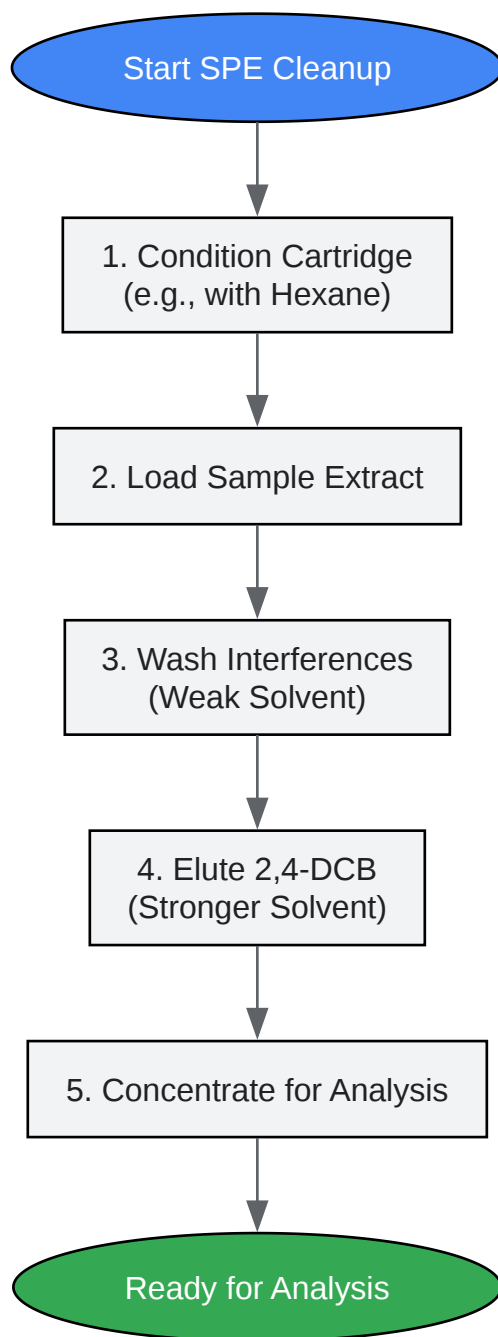 Start SPE Cleanup
1. Condition Cartridge
(e.g., with Hexane)
2. Load Sample Extract
3. Wash Interferences
(Weak Solvent)
4. Elute 2,4-DCB
(Stronger Solvent)
5. Concentrate for Analysis
Ready for Analysis